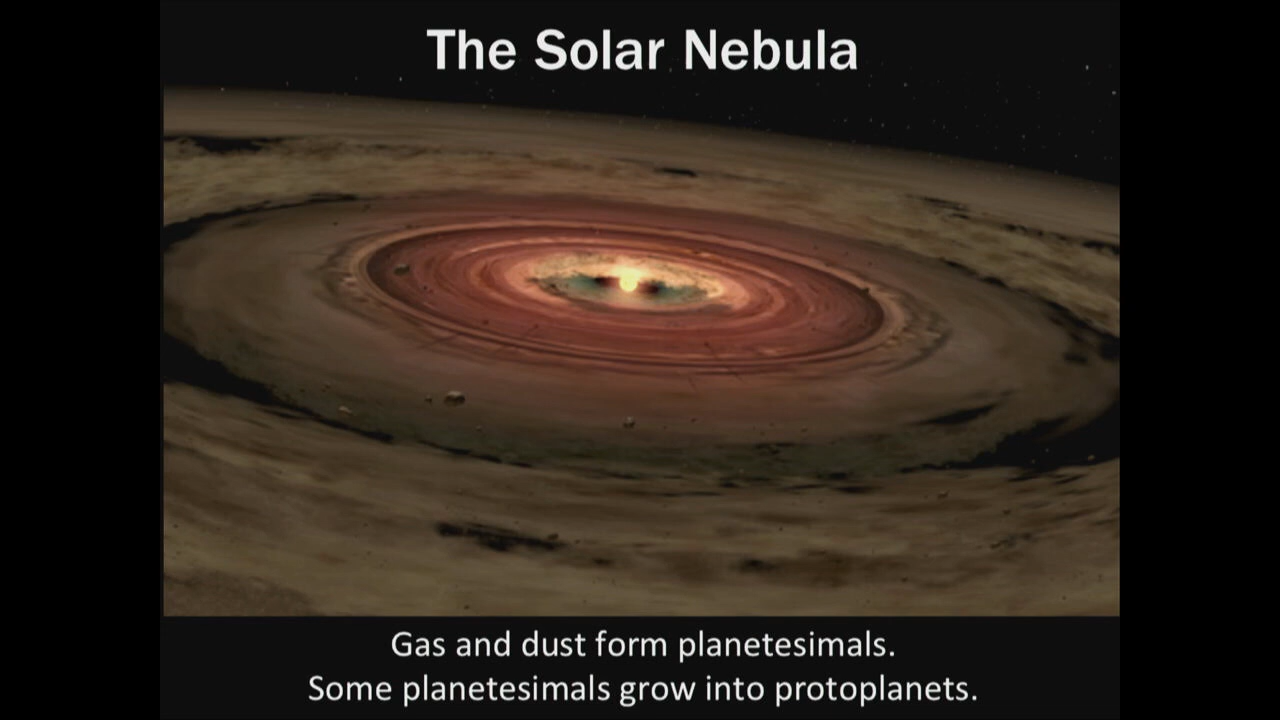 The Solar Nebula
Gas and dust form planetesimals.
Some planetesimals grow into protoplanets.